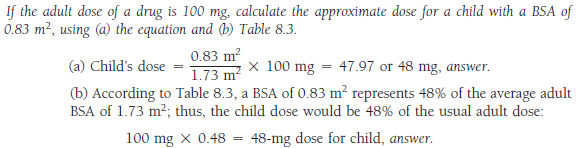 If the adult dose of a drug is 100 mg, calculate the approximate dose for a child with a BSA of
0.83 m², using (a) the equation and (b) Table 8.3.
(a) Child's dose = 0.83 m² / 1.73 m² × 100 mg = 47.97 or 48 mg, answer.
(b) According to Table 8.3, a BSA of 0.83 m² represents 48% of the average adult
BSA of 1.73 m²; thus, the child dose would be 48% of the usual adult dose:
100 mg × 0.48 = 48-mg dose for child, answer.